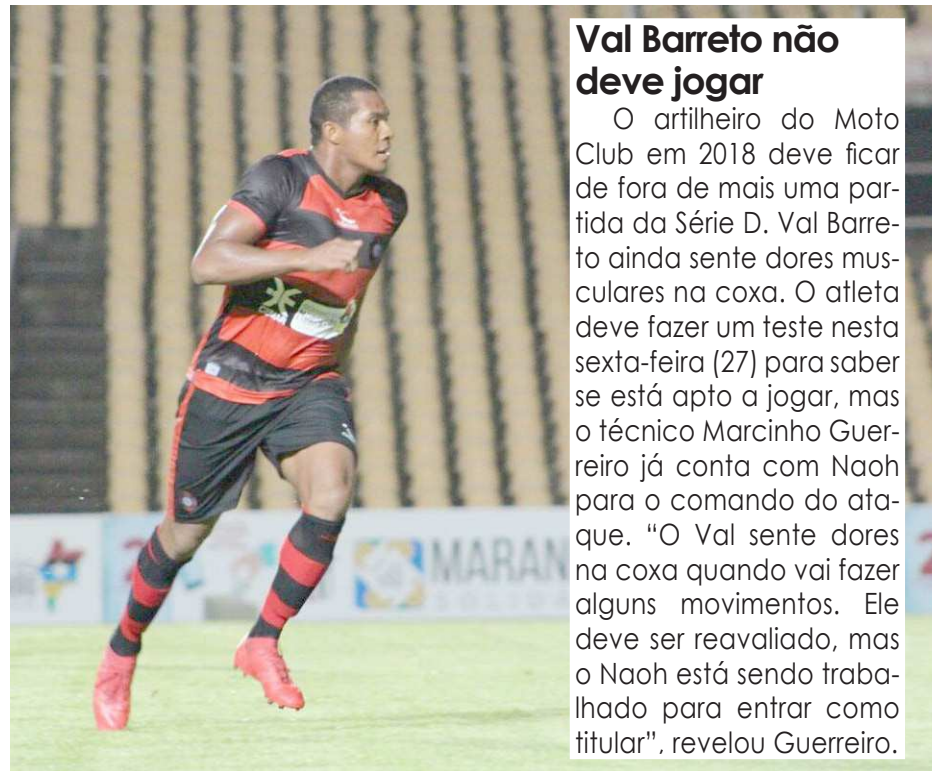 Val Barreto não
deve jogar
O artilheiro do Moto
Club em 2018 deve ficar
de fora de mais uma par-
tida da Série D. Val Barre-
to ainda sente dores mus-
culares na coxa. O atleta
deve fazer um teste nesta
sexta-feira (27) para saber
se está apto a jogar, mas
o técnico Marcinho Guer-
reiro já conta com Naoh
para o comando do ata-
que. “O Val sente dores
na coxa quando vai fazer
alguns movimentos. Ele
deve ser reavaliado, mas
o Naoh está sendo traba-
lhado para entrar como
titular”, revelou Guerreiro.
MARAN
SOLIDÁ